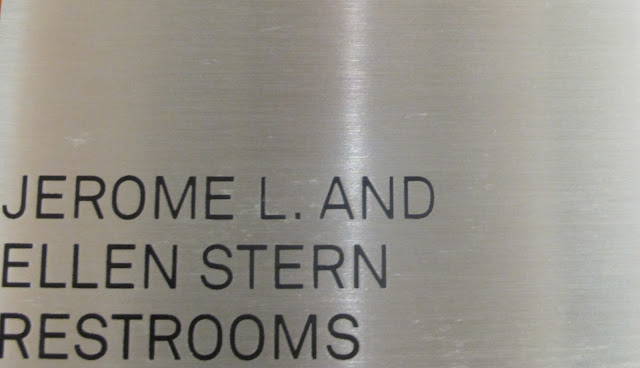 JEROME L. AND
ELLEN STERN
RESTROOMS